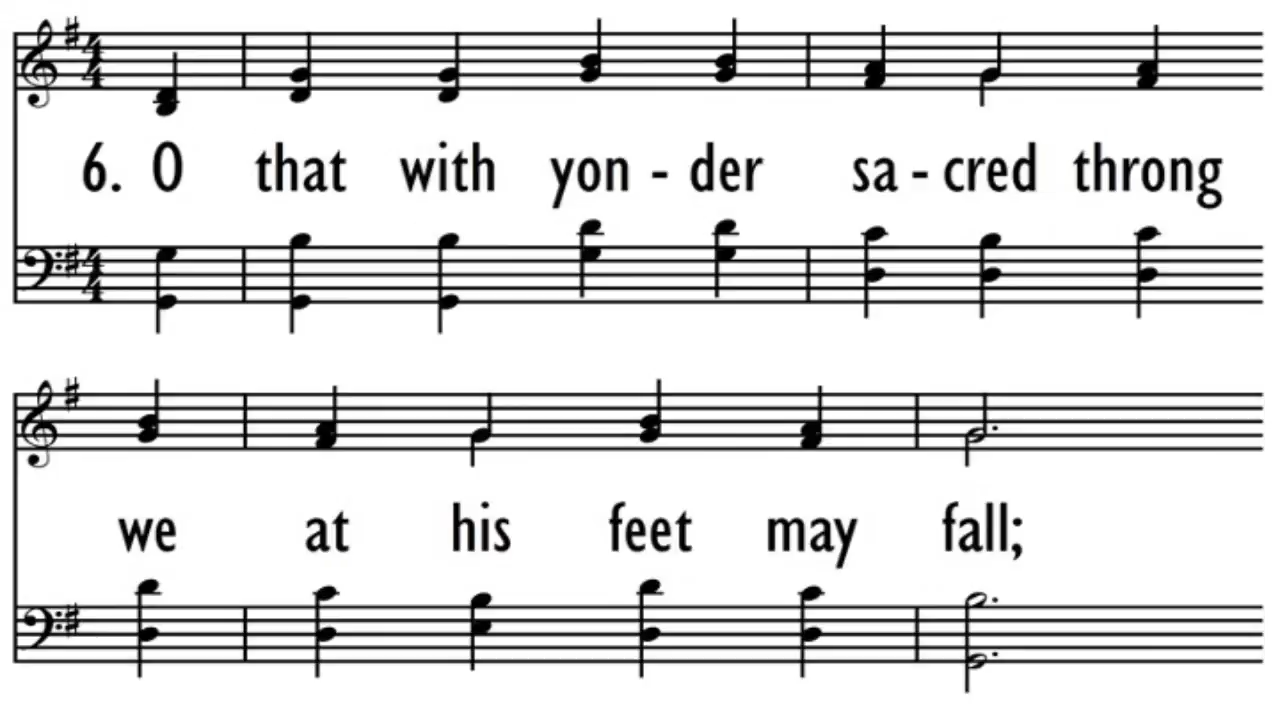 6. O that with yon - der sa - cred throng
we at his feet may fall;